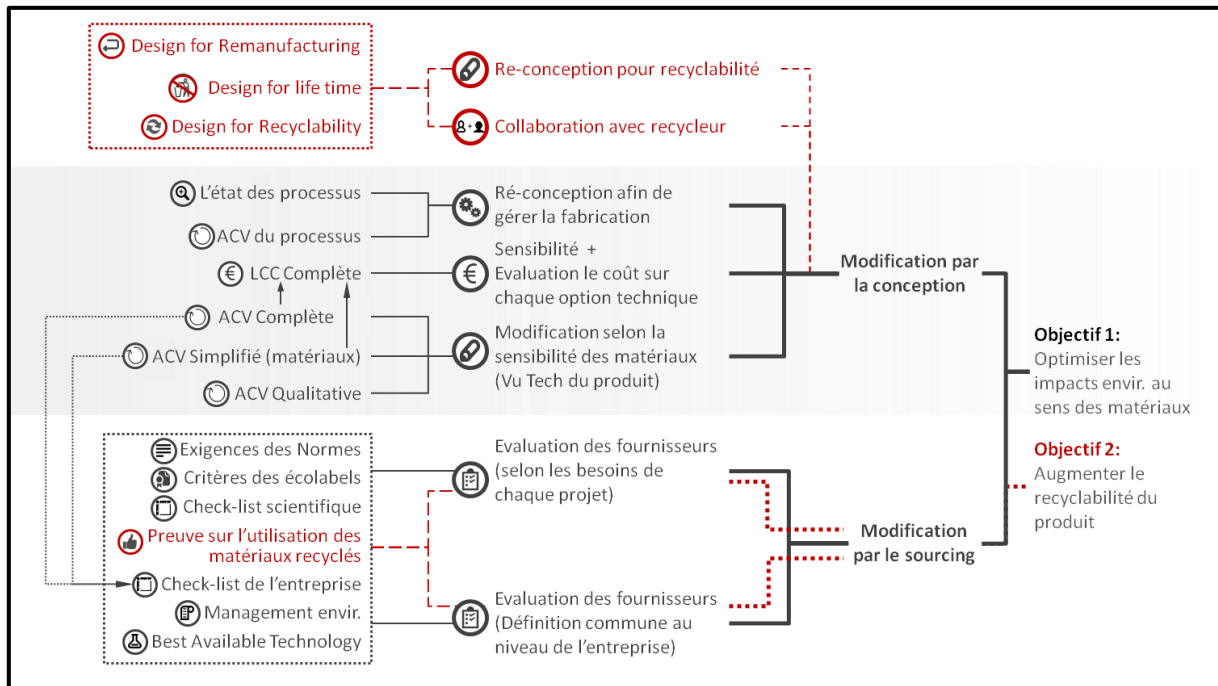 Design for Remanufacturing
Design for life time
Design for Recyclability
Re-conception pour recyclabilité
Collaboration avec recycleur
L'état des processus
ACV du processus
LCC Complète
ACV Complète
ACV Simplifié (matériaux)
ACV Qualitative
Ré-conception afin de
gérer la fabrication
Sensibilité +
Evaluation le coût sur
chaque option technique
Modification selon la
sensibilité des matériaux
(Vu Tech du produit)
Modification par
la conception
Exigences des Normes
Critères des écolabels
Check-list scientifique
Preuve sur l'utilisation des
matériaux recyclés
Check-list de l'entreprise
Management envir.
Best Available Technology
Evaluation des fournisseurs
(selon les besoins de
chaque projet)
Evaluation des fournisseurs
(Définition commune au
niveau de l'entreprise)
Modification
par le sourcing
Objectif 1:
Optimiser les
impacts envir. au
sens des matériaux
Objectif 2:
Augmenter le
recyclabilité du
produit